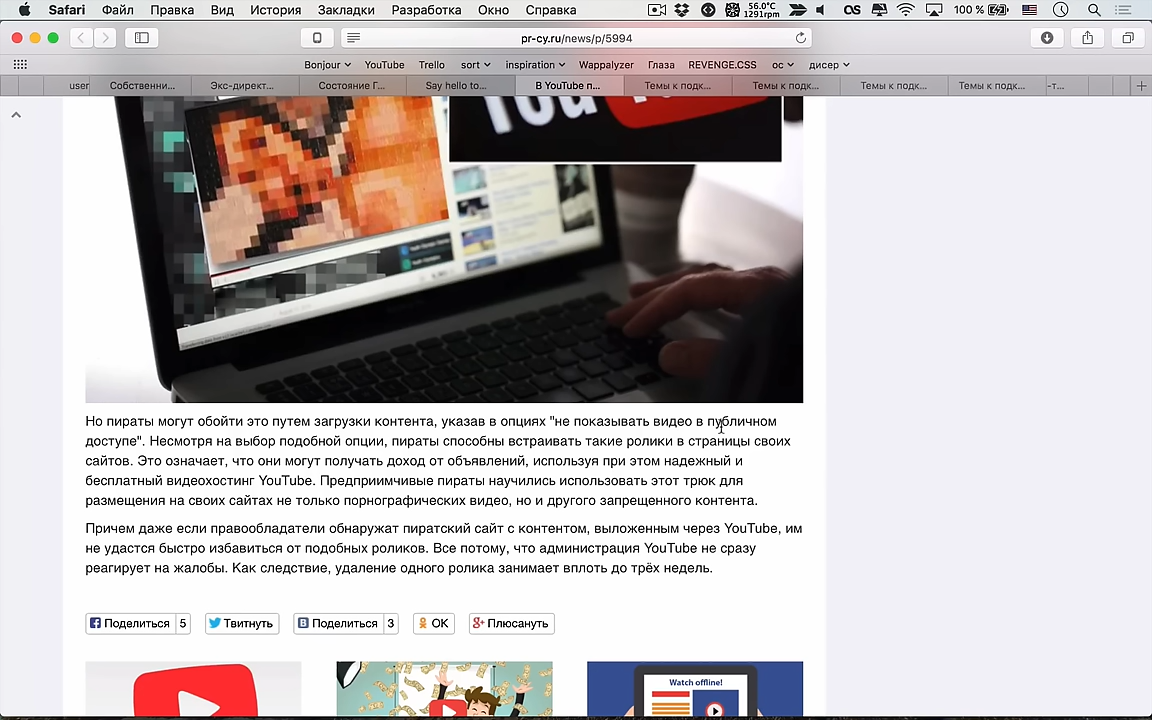 Safari Файл Правка Вид История Закладки Разработка Окно Справка 56.0°C 1291rpm 100 %
pr-cy.ru/news/p/5994
Bonjour YouTube Trello sort inspiration Wappalyzer Глаза REVENGE.CSS ос дисер
user Собственни... Экс-директ... Состояние Г... Say hello to... В YouTube п... Темы к подк... Темы к подк... Темы к подк... Темы к подк... -т...
You
Но пираты могут обойти это путем загрузки контента, указав в опциях "не показывать видео в публичном
доступе". Несмотря на выбор подобной опции, пираты способны встраивать такие ролики в страницы своих
сайтов. Это означает, что они могут получать доход от объявлений, используя при этом надежный и
бесплатный видеохостинг YouTube. Предприимчивые пираты научились использовать этот трюк для
размещения на своих сайтах не только порнографических видео, но и другого запрещенного контента.
Причем даже если правообладатели обнаружат пиратский сайт с контентом, выложенным через YouTube, им
не удастся быстро избавиться от подобных роликов. Все потому, что администрация YouTube не сразу
реагирует на жалобы. Как следствие, удаление одного ролика занимает вплоть до трёх недель.
Поделиться 5 Твитнуть Поделиться 3 ОК Плюсануть
Watch offline!